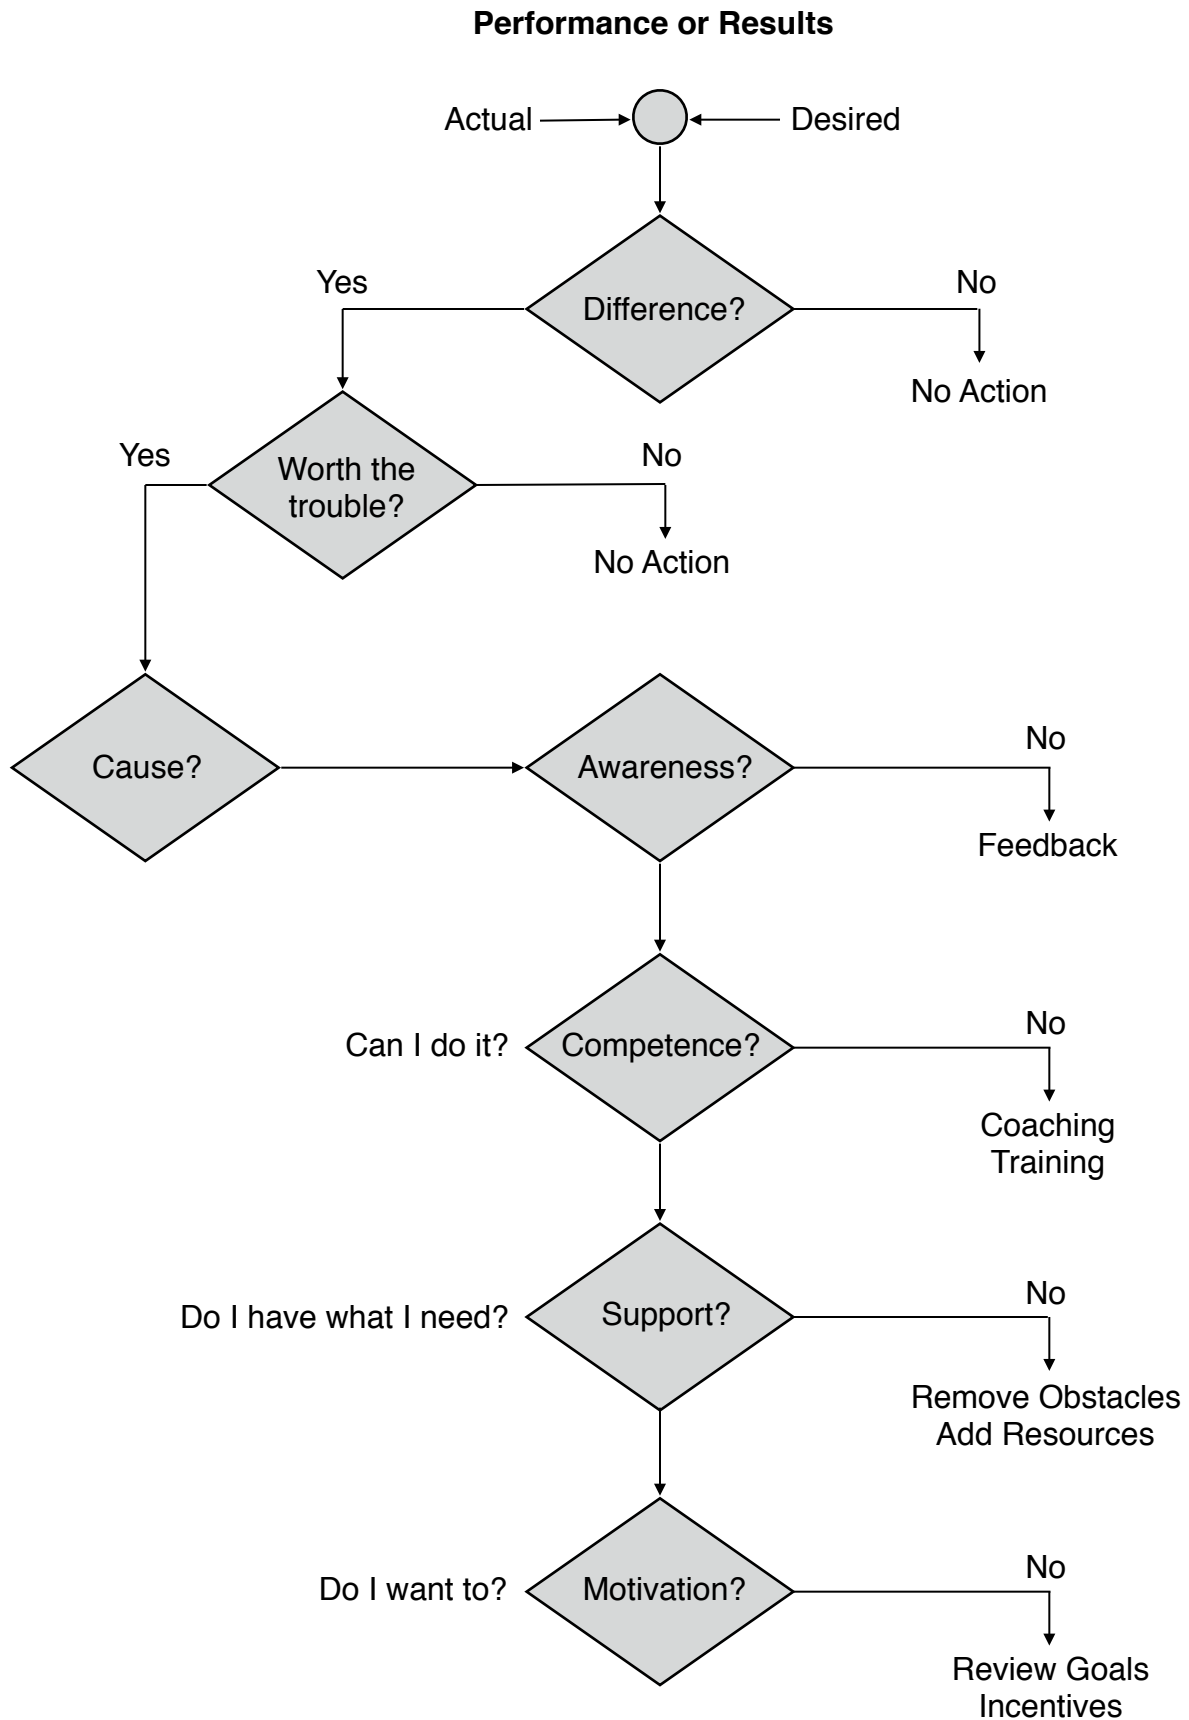 Performance or Results
Actual
Desired
Difference?
Yes
No
No Action
Worth the
trouble?
Yes
No
No Action
Cause?
Awareness?
No
Feedback
Can I do it?
Competence?
No
Coaching
Training
Do I have what I need?
Support?
No
Remove Obstacles
Add Resources
Do I want to?
Motivation?
No
Review Goals
Incentives